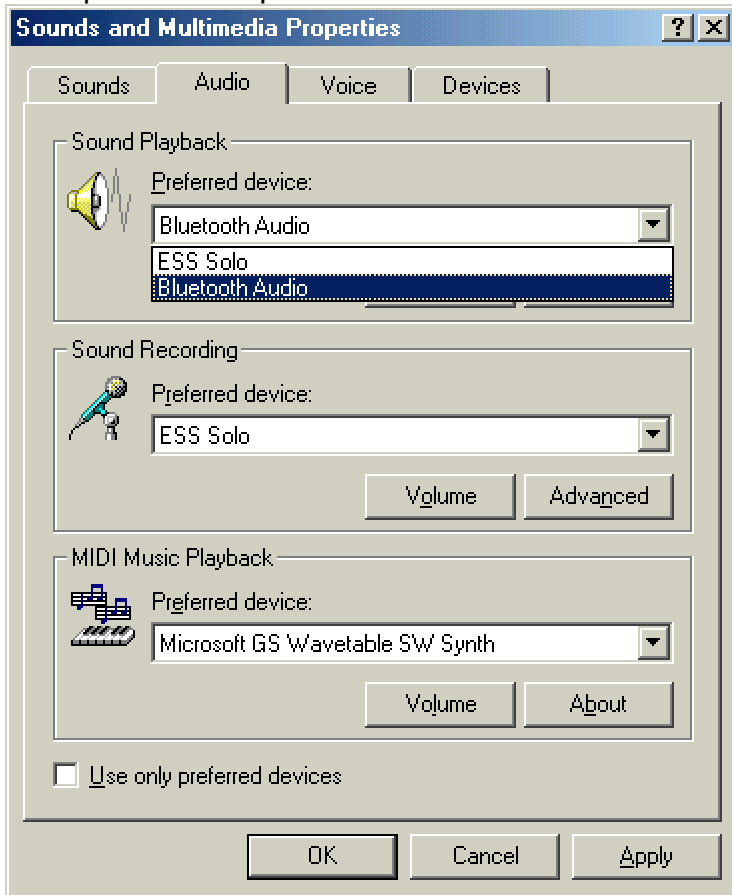 Sounds and Multimedia Properties
Sounds Audio Voice Devices
Sound Playback
Preferred device:
Bluetooth Audio
ESS Solo
Bluetooth Audio
Sound Recording
Preferred device:
ESS Solo
Volume Advanced
MIDI Music Playback
Preferred device:
Microsoft GS Wavetable SW Synth
Volume About
Use only preferred devices
OK Cancel Apply